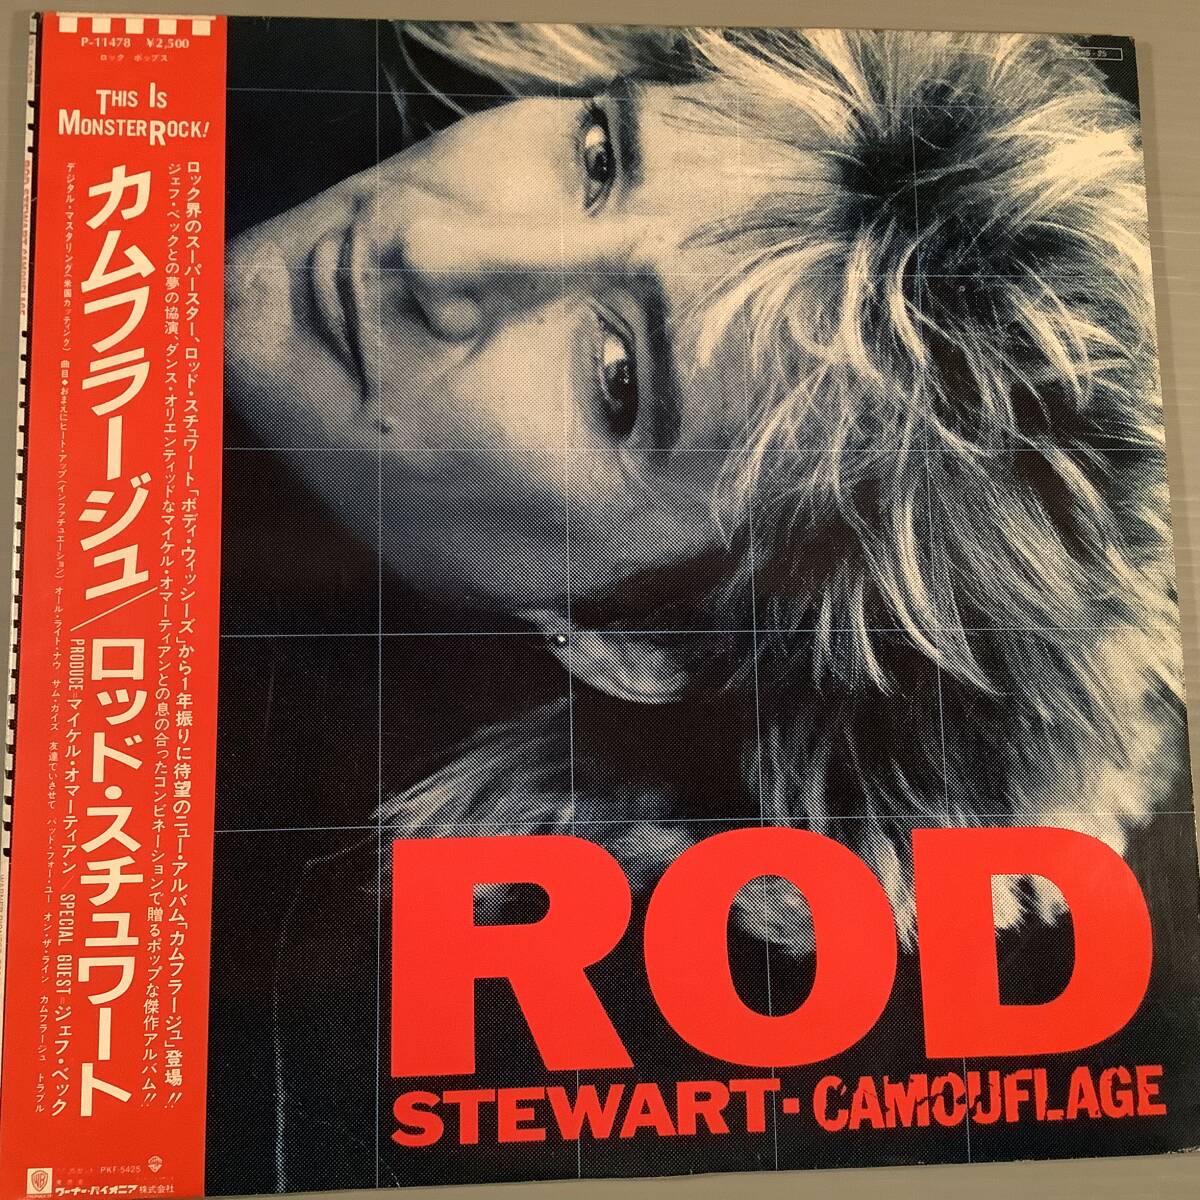 P-11478 ¥2,500
ロック ポップス
THIS IS
MONSTER ROCK!
ロック界のスーパースター、ロッド・スチュワート「ボディ・ウィッシーズ」から1年振りに待望のニュー・アルバム「カムフラージュ」登場!!
ジェフ・ベックとの夢の協演、ダンス・オリエンティッドなマイケル・オマーティアンとの息の合ったコンビネーションで贈るポップな傑作アルバム!!
カムフラージュ／ロッド・スチュワート
PRODUCE=マイケル・オマーティアン／SPECIAL GUEST=ジェフ・ベック
デジタル・マスタリング(米国カッティング) 曲目◆おまえにヒート・アップ(インファチュエーション) オール・ライト・ナウ サム・ガイズ 友達でいさせて バッド・フォー・ユー オン・ザ・ライン カムフラージュ トラブル
PKF-5425
ワーナー・パイオニア株式会社
ROD
STEWART - CAMOUFLAGE